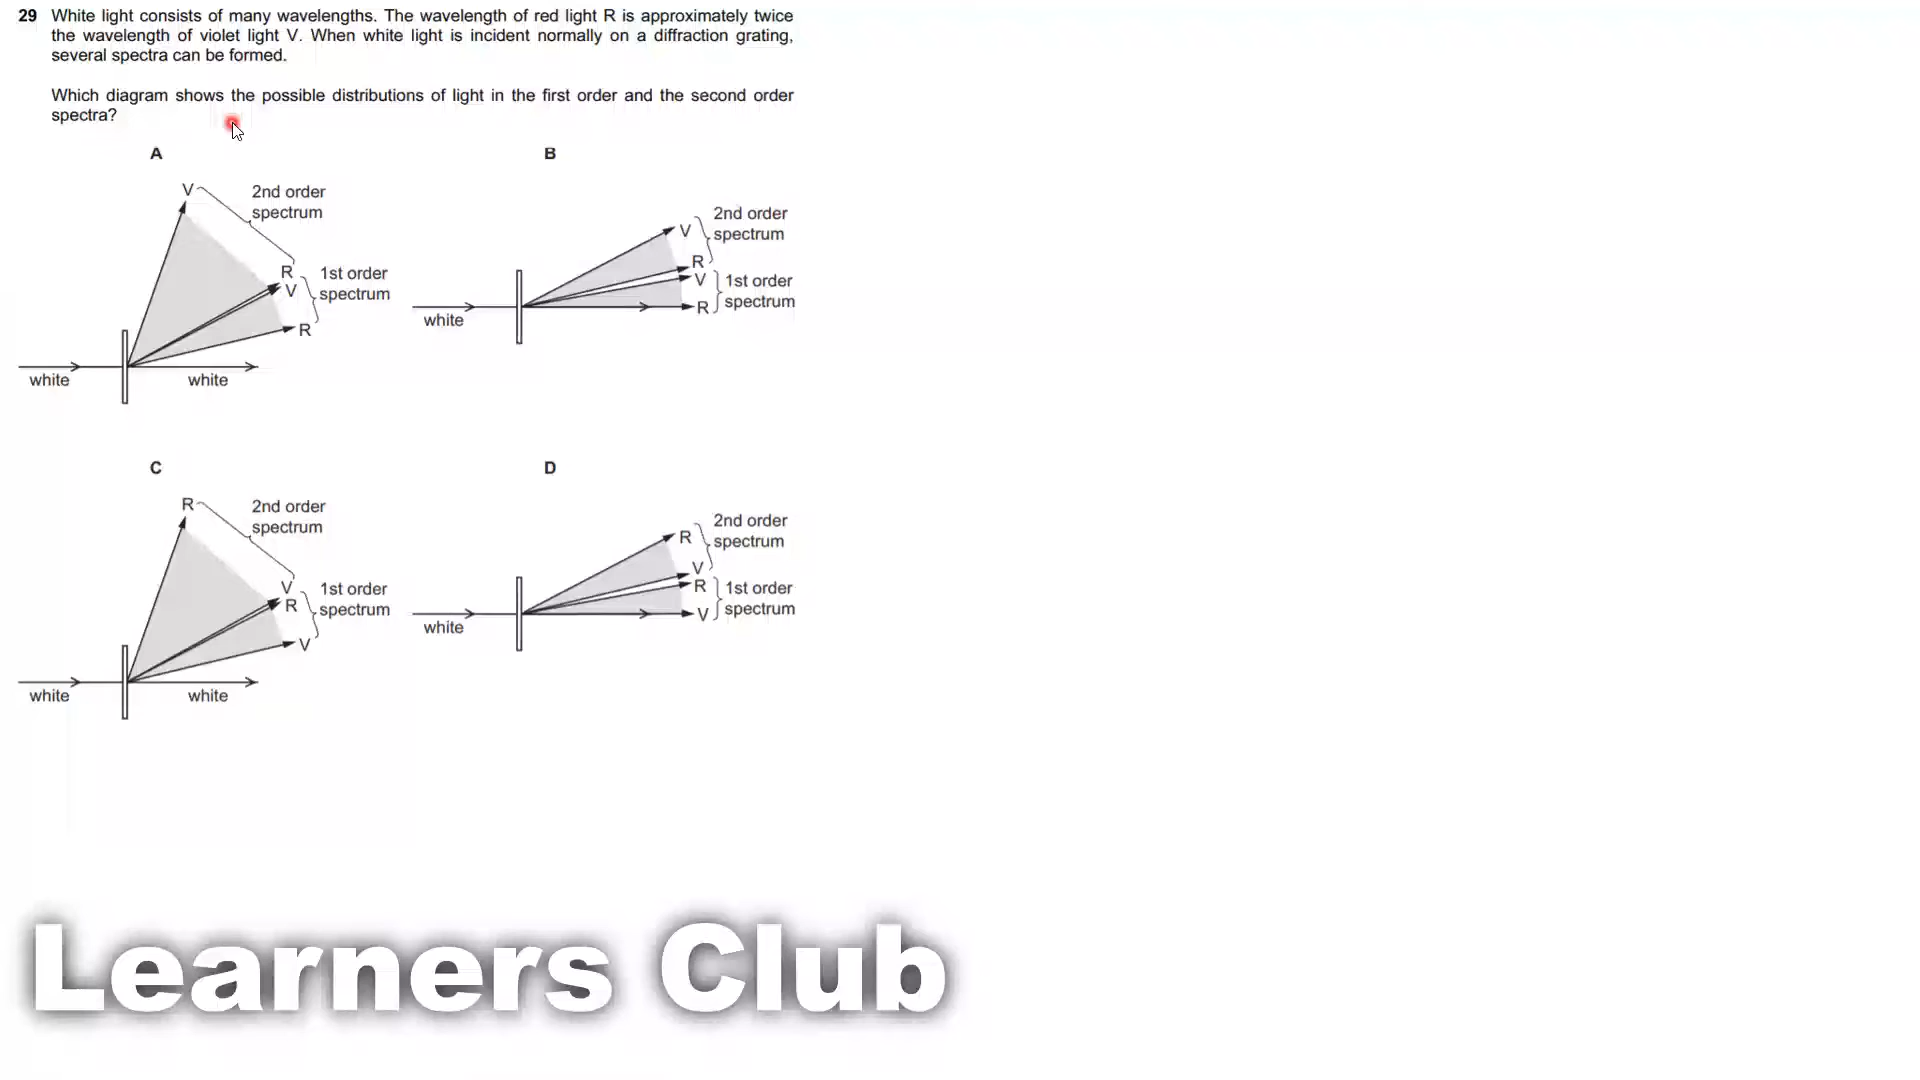 29 White light consists of many wavelengths. The wavelength of red light R is approximately twice
the wavelength of violet light V. When white light is incident normally on a diffraction grating,
several spectra can be formed.
Which diagram shows the possible distributions of light in the first order and the second order
spectra?
A
V
2nd order
spectrum
R
V
1st order
spectrum
R
white
white
B
V
2nd order
spectrum
R
V
1st order
spectrum
R
white
C
R
2nd order
spectrum
V
R
1st order
spectrum
V
white
white
D
R
2nd order
spectrum
V
R
1st order
spectrum
V
white
Learners Club